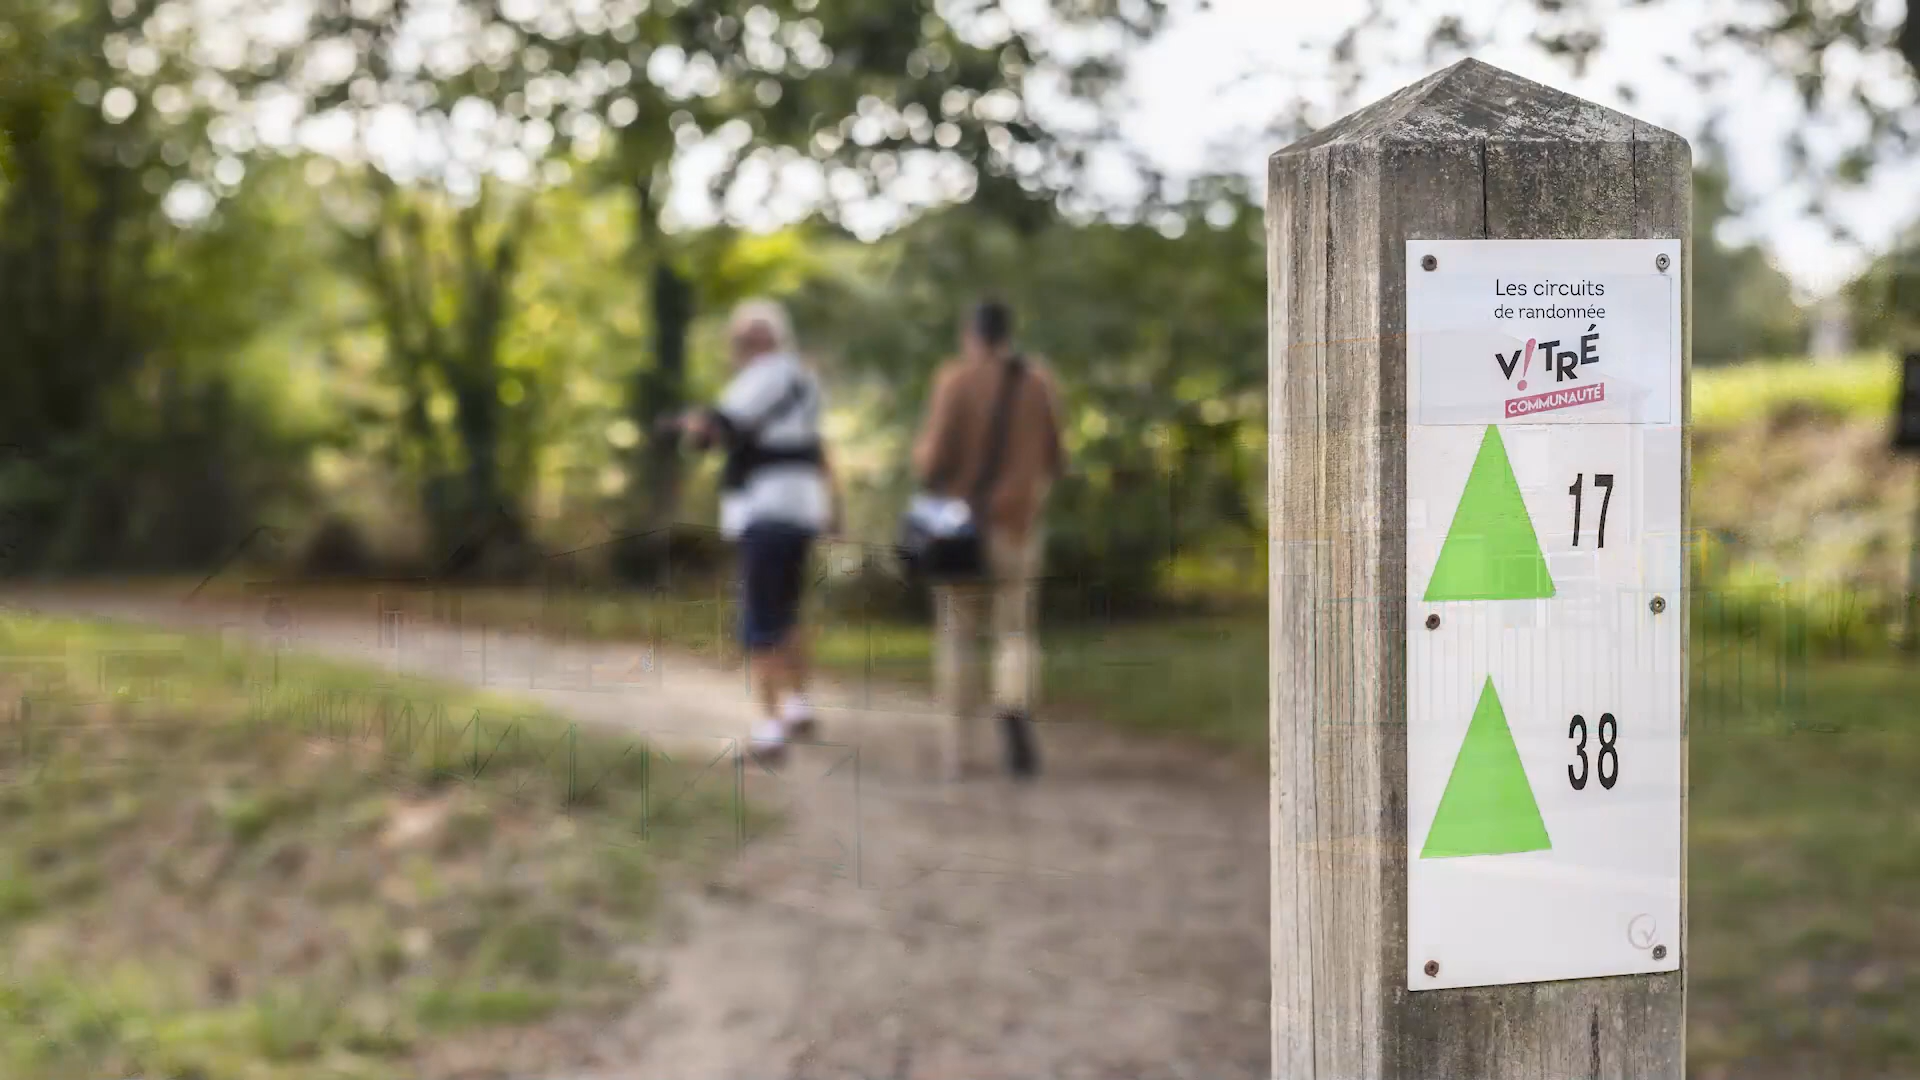 Les circuits
de randonnée
V!TRÉ
COMMUNAUTÉ
17
38